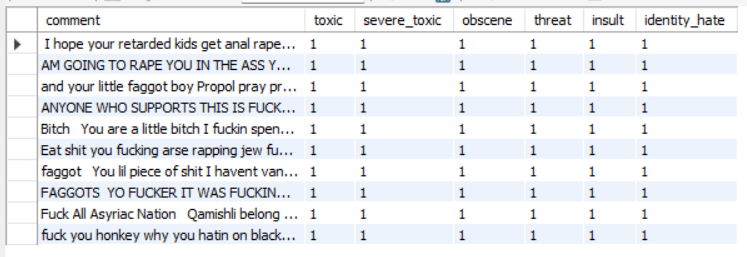 comment toxic severe_toxic obscene threat insult identity_hate
I hope your retarded kids get anal rape... 1 1 1 1 1 1
AM GOING TO RAPE YOU IN THE ASS Y... 1 1 1 1 1 1
and your little faggot boy Propol pray pr... 1 1 1 1 1 1
ANYONE WHO SUPPORTS THIS IS FUCK... 1 1 1 1 1 1
Bitch You are a little bitch I fuckin spen... 1 1 1 1 1 1
Eat shit you fucking arse rapping jew fu... 1 1 1 1 1 1
faggot You lil piece of shit I havent van... 1 1 1 1 1 1
FAGGOTS YO FUCKER IT WAS FUCKIN... 1 1 1 1 1 1
Fuck All Asyriac Nation Qamishli belong ... 1 1 1 1 1 1
fuck you honkey why you hatin on black... 1 1 1 1 1 1